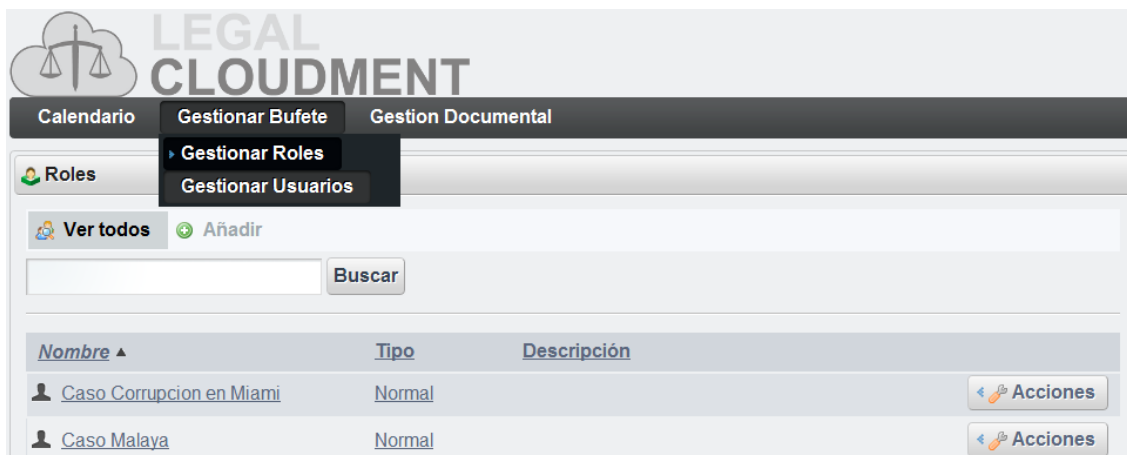 LEGAL
CLOUDMENT
Calendario Gestionar Bufete Gestion Documental
Gestionar Roles
Roles
Gestionar Usuarios
Ver todos Añadir
Buscar
Nombre Tipo Descripción
Caso Corrupcion en Miami Normal Acciones
Caso Malaya Normal Acciones